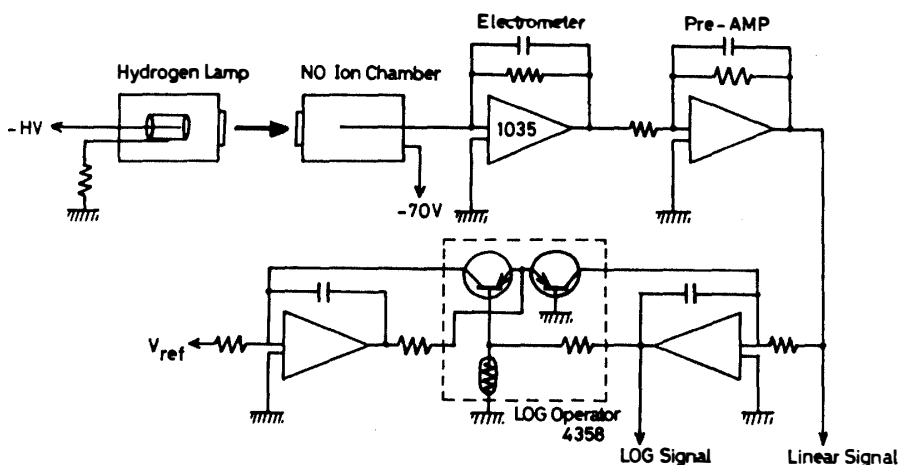 Electrometer
Pre-AMP
Hydrogen Lamp
NO Ion Chamber
-HV
1035
-70V
Vref
LOG Operator
4358
LOG Signal
Linear Signal